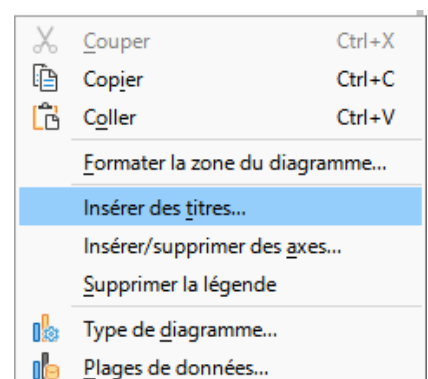 Couper Ctrl+X
Copier Ctrl+C
Coller Ctrl+V
Formater la zone du diagramme...
Insérer des titres...
Insérer/supprimer des axes...
Supprimer la légende
Type de diagramme...
Plages de données...